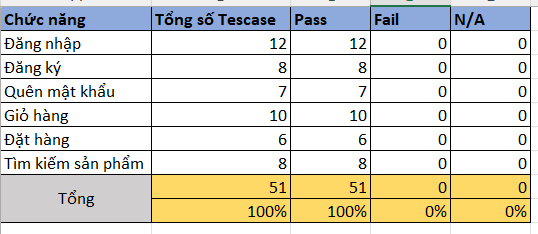 Chức năng Tổng số Tescase Pass Fail N/A
Đăng nhập 12 12 0 0
Đăng ký 8 8 0 0
Quên mật khẩu 7 7 0 0
Giỏ hàng 10 10 0 0
Đặt hàng 6 6 0 0
Tìm kiếm sản phẩm 8 8 0 0
Tổng 51 51 0 0
100% 100% 0% 0%